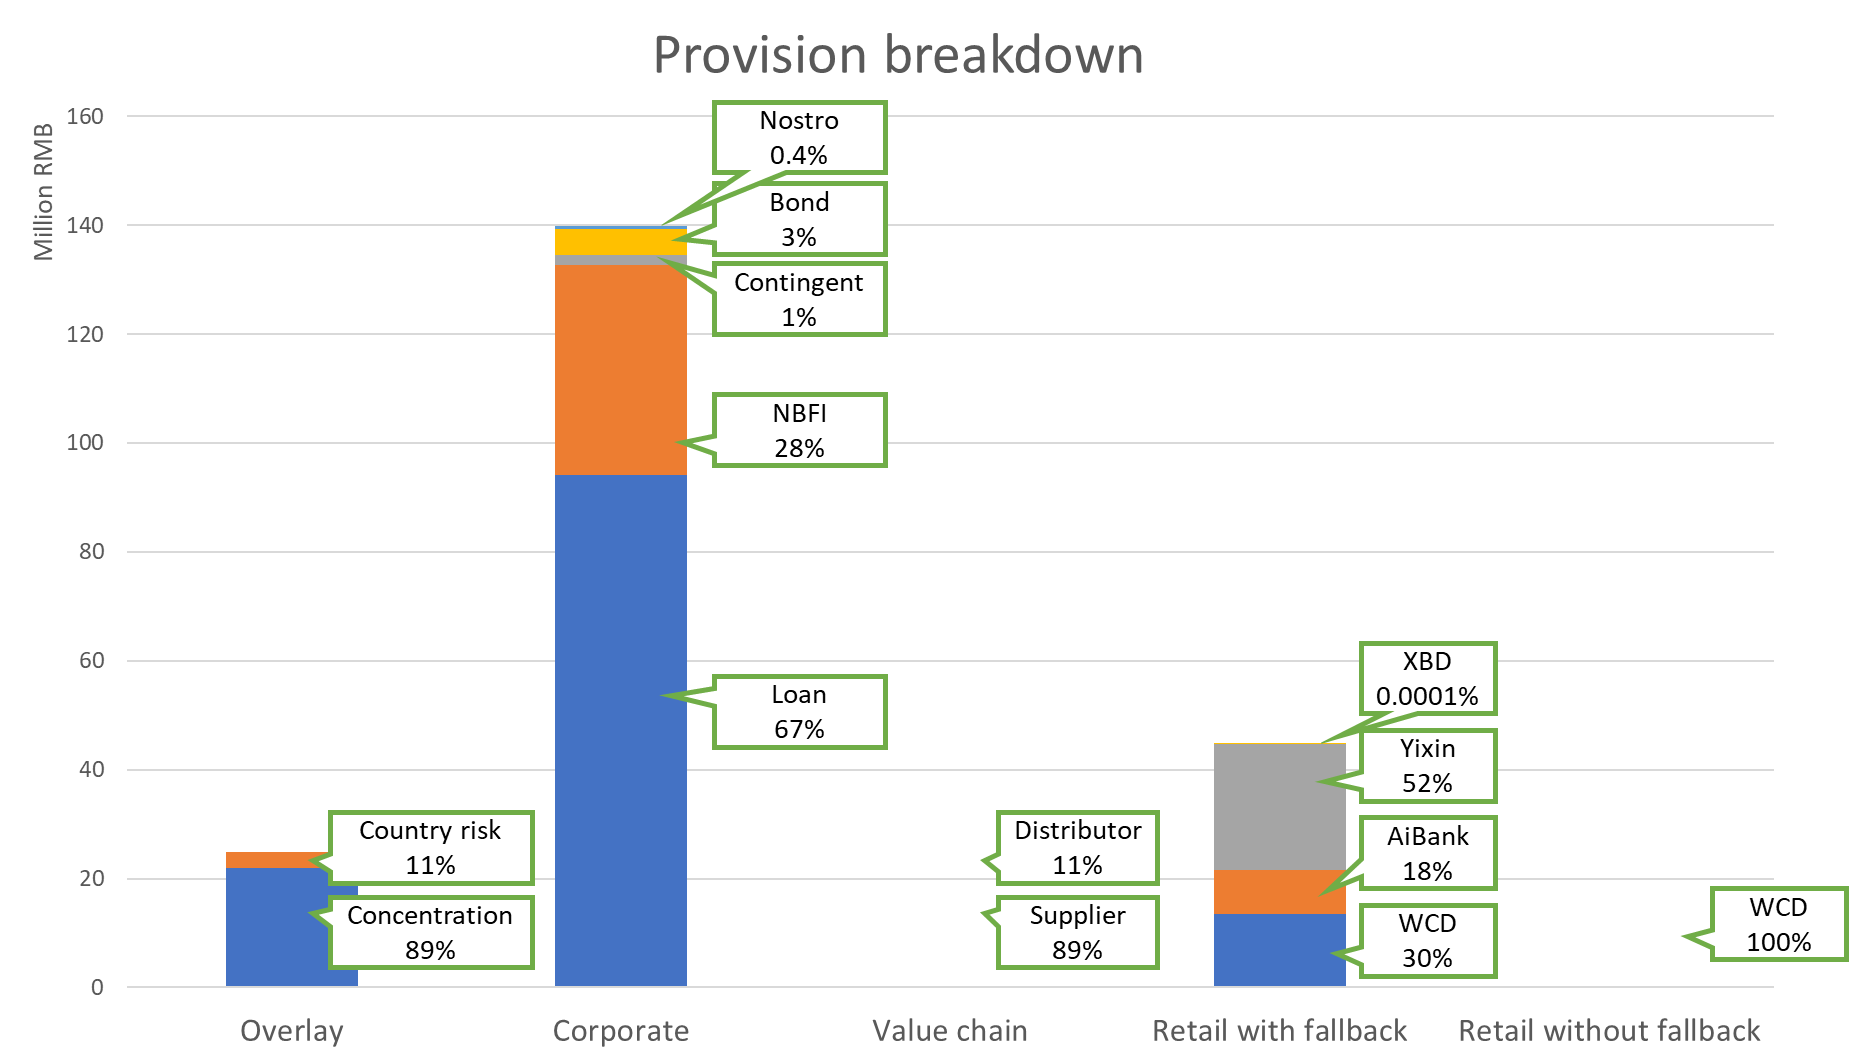 Provision breakdown
Million RMB
160
140
120
100
80
60
40
20
0
Country risk
11%
Concentration
89%
Nostro
0.4%
Bond
3%
Contingent
1%
NBFI
28%
Loan
67%
Distributor
11%
Supplier
89%
XBD
0.0001%
Yixin
52%
AiBank
18%
WCD
30%
WCD
100%
Overlay
Corporate
Value chain
Retail with fallback
Retail without fallback